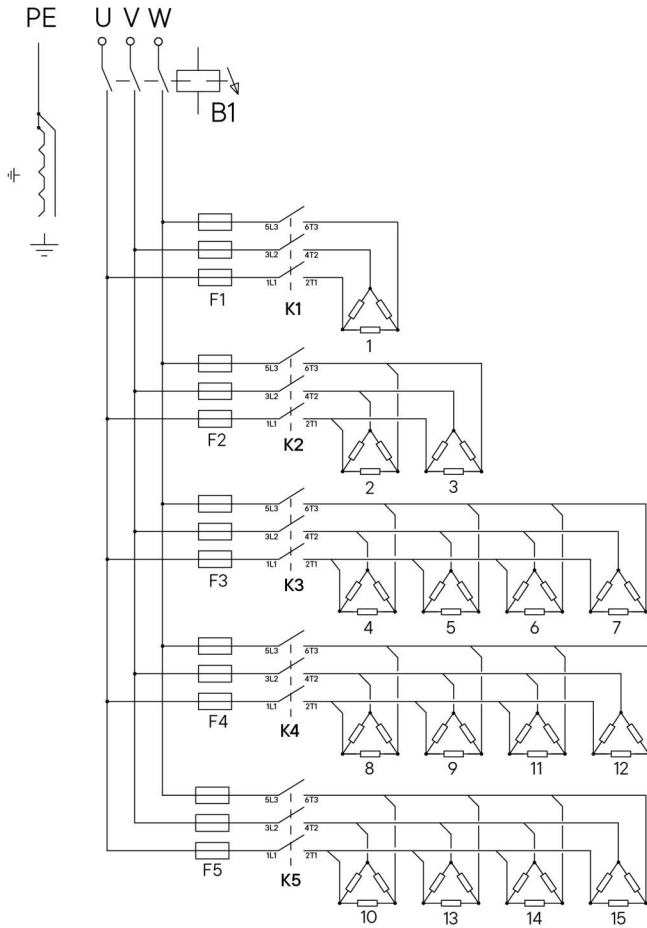 PE U V W
B1
5L3 6T3
3L2 4T2
1L1 2T1
F1 K1
1
5L3 6T3
3L2 4T2
1L1 2T1
F2 K2
2 3
5L3 6T3
3L2 4T2
1L1 2T1
F3 K3
4 5 6 7
5L3 6T3
3L2 4T2
1L1 2T1
F4 K4
8 9 11 12
5L3 6T3
3L2 4T2
1L1 2T1
F5 K5
10 13 14 15